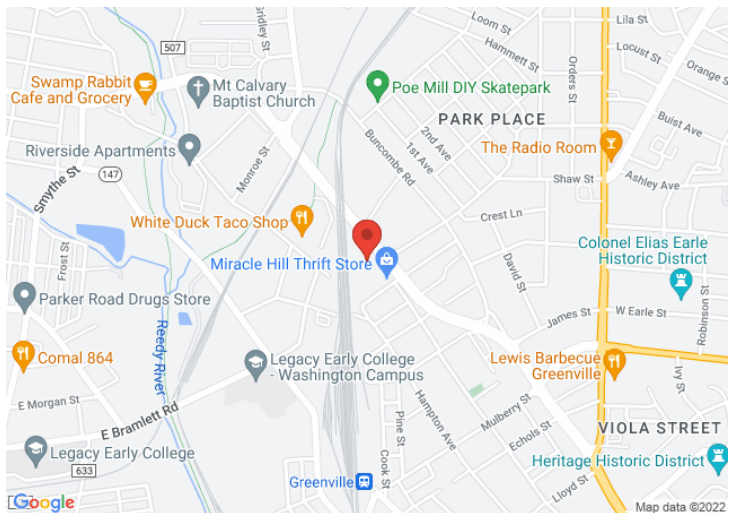 Loom St
Lila St
Gridley St
507
Hammett St
Locust St
Orange S
Orders St
Swamp Rabbit
Cafe and Grocery
Mt Calvary
Baptist Church
Poe Mill DIY Skatepark
PARK PLACE
Buist Ave
2nd Ave
1st Ave
Buncombe Rd
The Radio Room
Riverside Apartments
Monroe St
147
Smythe St
Shaw St
Ashley Ave
White Duck Taco Shop
Crest Ln
Miracle Hill Thrift Store
David St
Colonel Elias Earle
Historic District
Frost St
Parker Road Drugs Store
Reedy River
James St
W Earle St
Robinson St
Comal 864
Legacy Early College
- Washington Campus
Lewis Barbecue
Greenville
Ivy St
E Morgan St
E Bramlett Rd
Hampton Ave
Mulberry St
Pine St
Echols St
VIOLA STREET
Legacy Early College
633
Cook St
Heritage Historic District
Greenville
Lloyd St
Google
Map data ©2022